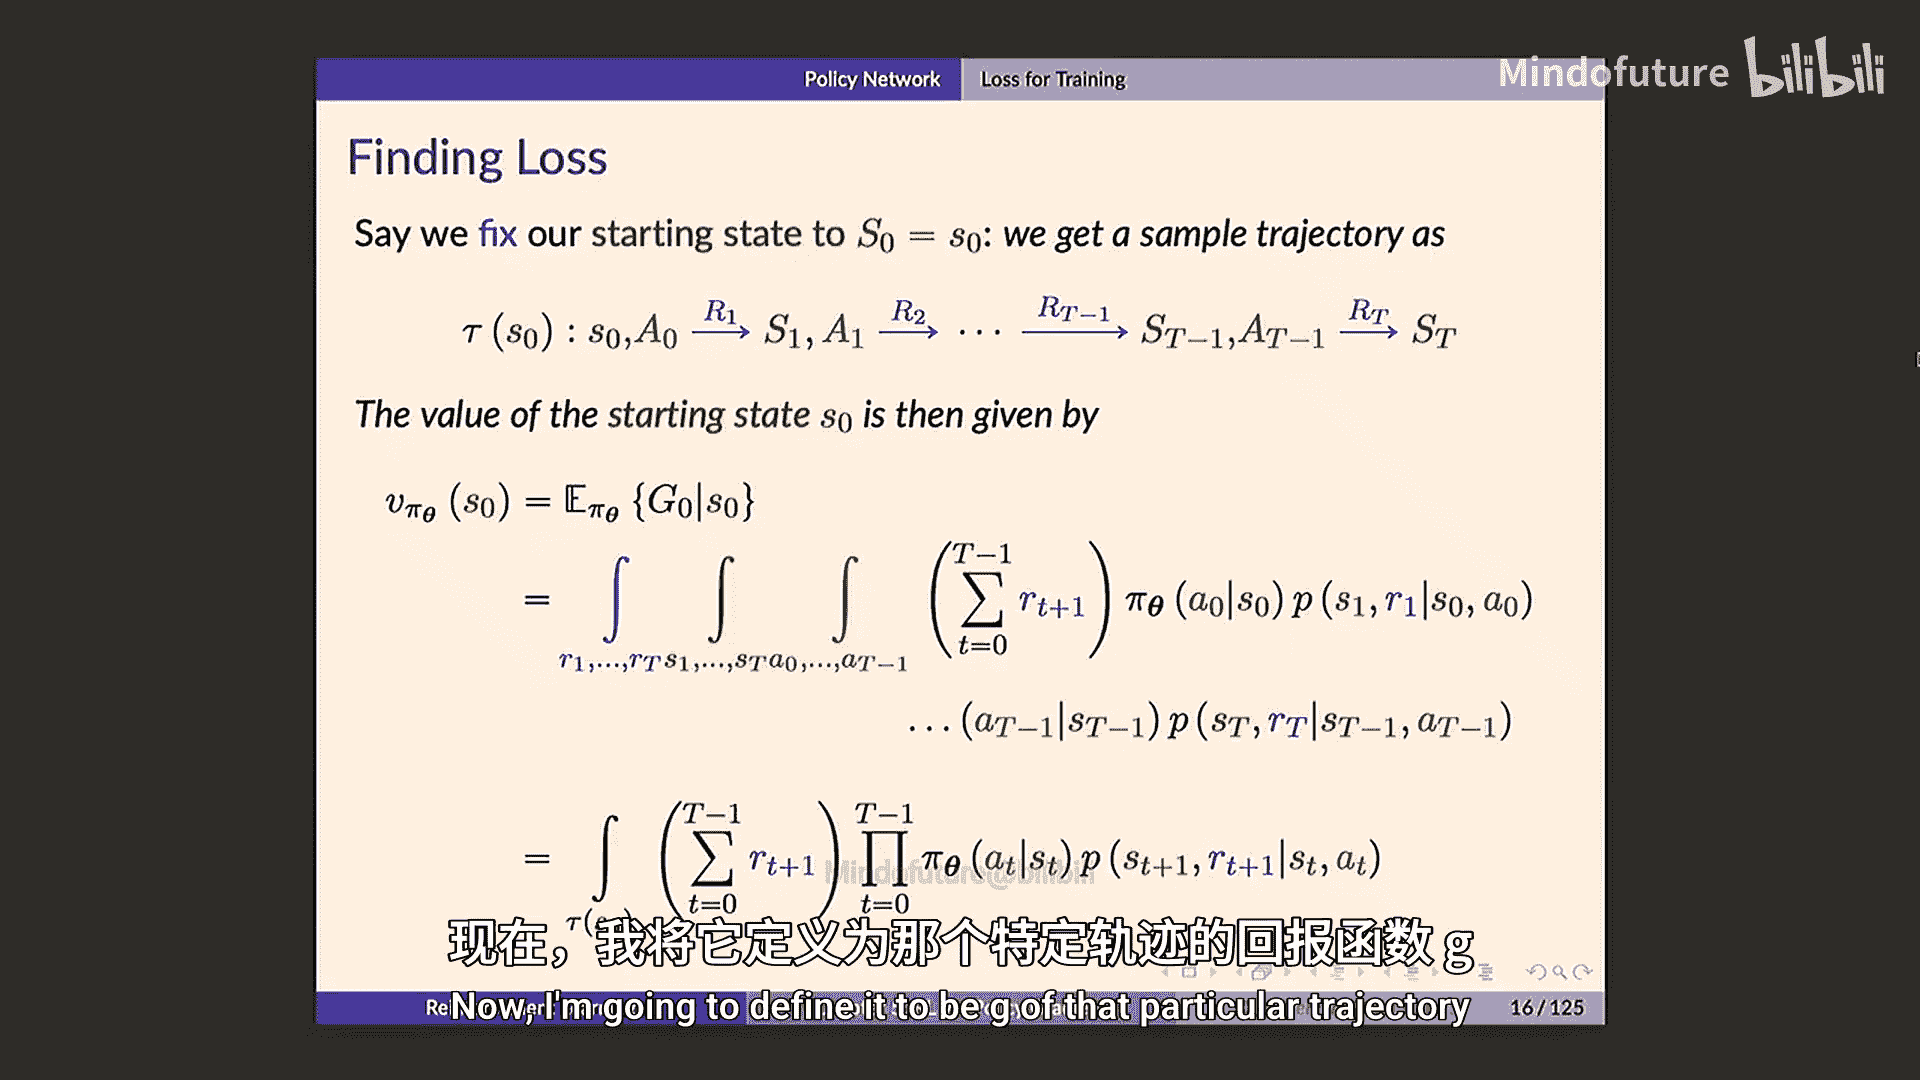 Policy Network Loss for Training
Mindofuture bilibili
Finding Loss
Say we fix our starting state to S₀ = s₀: we get a sample trajectory as
τ (s₀) : s₀, A₀ →(R₁) S₁, A₁ →(R₂) ⋯ →(R_{T−1}) S_{T−1}, A_{T−1} →(R_T) S_T
The value of the starting state s₀ is then given by
v_{π_θ} (s₀) = 𝔼_{π_θ} {G₀|s₀}
= ∫_{r₁,…,r_T} ∫_{s₁,…,s_T} ∫_{a₀,…,a_{T−1}} (∑_{t=0}^{T−1} r_{t+1}) π_θ (a₀|s₀) p (s₁, r₁|s₀, a₀)
… (a_{T−1}|s_{T−1}) p (s_T, r_T|s_{T−1}, a_{T−1})
= ∫ (∑_{t=0}^{T−1} r_{t+1}) ∏_{t=0}^{T−1} π_θ (a_t|s_t) p (s_{t+1}, r_{t+1}|s_t, a_t)
Mindofuture@bilibili
现在，我将它定义为那个特定轨迹的回报函数 g
Now, I'm going to define it to be g of that particular trajectory
16 / 125